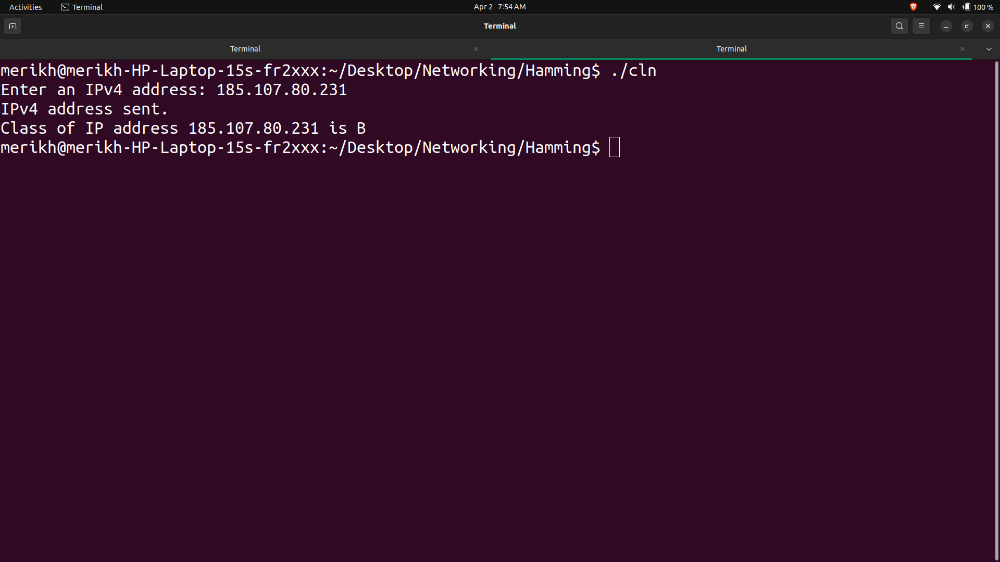 Activities Terminal Apr 2 7:54 AM 100 %
Terminal
Terminal Terminal
merikh@merikh-HP-Laptop-15s-fr2xxx:~/Desktop/Networking/Hamming$ ./cln
Enter an IPv4 address: 185.107.80.231
IPv4 address sent.
Class of IP address 185.107.80.231 is B
merikh@merikh-HP-Laptop-15s-fr2xxx:~/Desktop/Networking/Hamming$